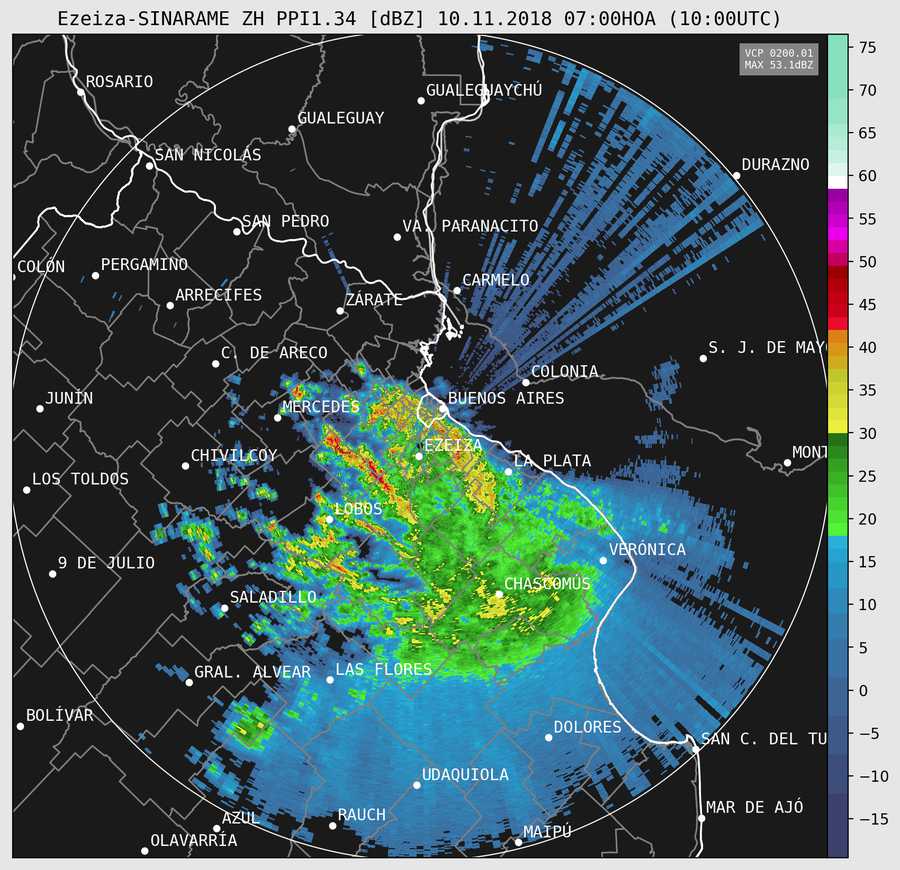 Ezeiza-SINARAME ZH PPI1.34 [dBZ] 10.11.2018 07:00HOA (10:00UTC)
VCP 0200.01
MAX 53.1dBZ
75
70
65
60
55
50
45
40
35
30
25
20
15
10
5
0
−5
−10
−15
ROSARIO
GUALEGUAYCHÚ
GUALEGUAY
SAN NICOLÁS
DURAZNO
SAN PEDRO
VA. PARANACITO
COLÓN
PERGAMINO
CARMELO
ARRECIFES
ZÁRATE
C. DE ARECO
S. J. DE MAY
COLONIA
JUNÍN
MERCEDES
BUENOS AIRES
EZEIZA
CHIVILCOY
LA PLATA
MONT
LOS TOLDOS
LOBOS
9 DE JULIO
VERÓNICA
CHASCOMÚS
SALADILLO
GRAL. ALVEAR
LAS FLORES
BOLÍVAR
DOLORES
SAN C. DEL TU
UDAQUIOLA
MAR DE AJÓ
AZUL
RAUCH
MAIPÚ
OLAVARRÍA